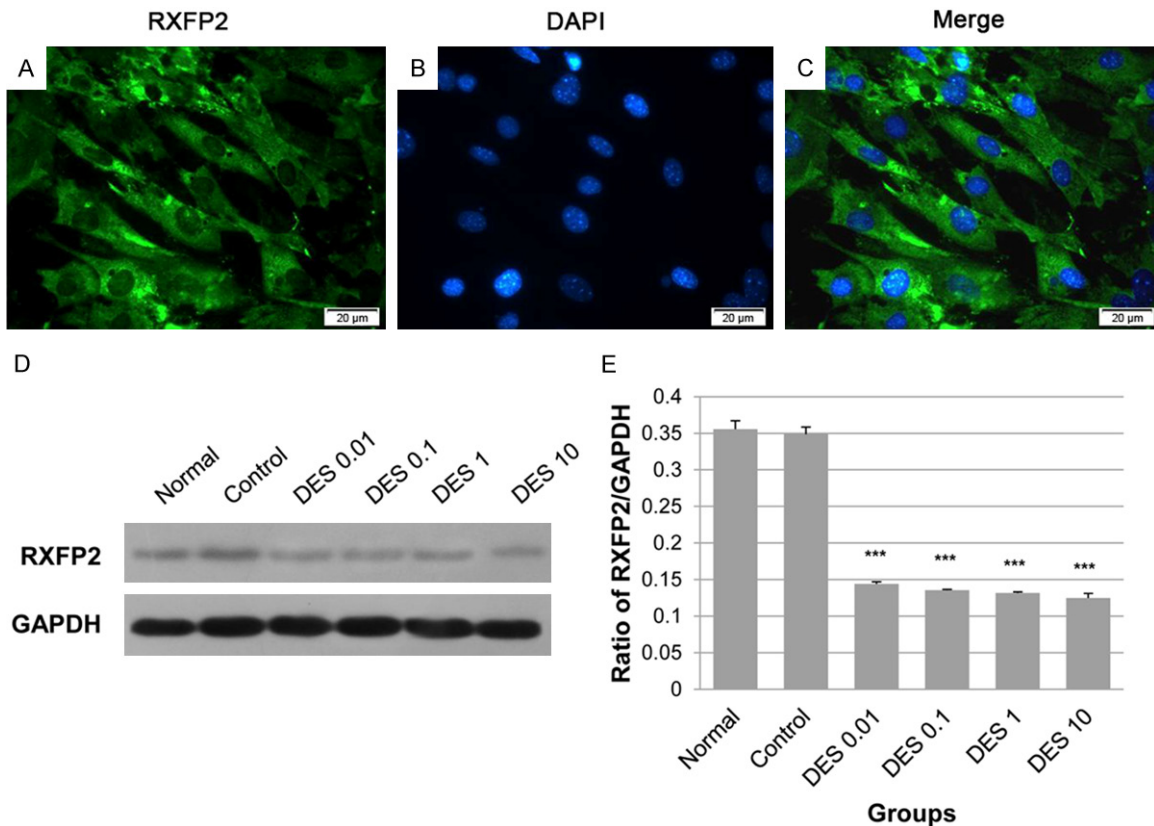 RXFP2 DAPI Merge
A B C
20 µm 20 µm 20 µm
D
Normal Control DES 0.01 DES 0.1 DES 1 DES 10
RXFP2
GAPDH
E
Ratio of RXFP2/GAPDH
0.4
0.35
0.3
0.25
0.2
0.15
0.1
0.05
0
*** *** *** ***
Normal Control DES 0.01 DES 0.1 DES 1 DES 10
Groups